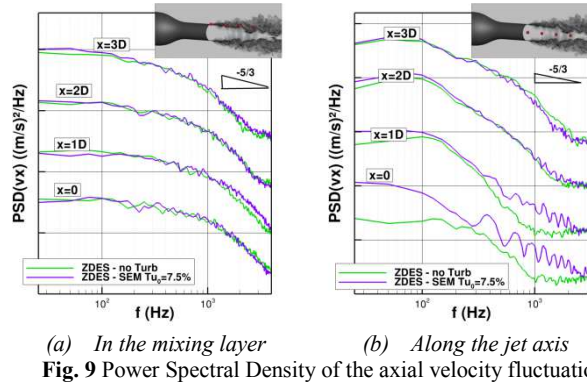 x=3D
-5/3
x=2D
x=1D
x=0
PSD(vx) ((m/s)²/Hz)
ZDES - no Turb
ZDES - SEM Tu₀=7.5%
10²
10³
f (Hz)
x=3D
-5/3
x=2D
x=1D
x=0
PSD(vx) ((m/s)²/Hz)
ZDES - no Turb
ZDES - SEM Tu₀=7.5%
10²
10³
f (Hz)
(a) In the mixing layer
(b) Along the jet axis
Fig. 9 Power Spectral Density of the axial velocity fluctuatio